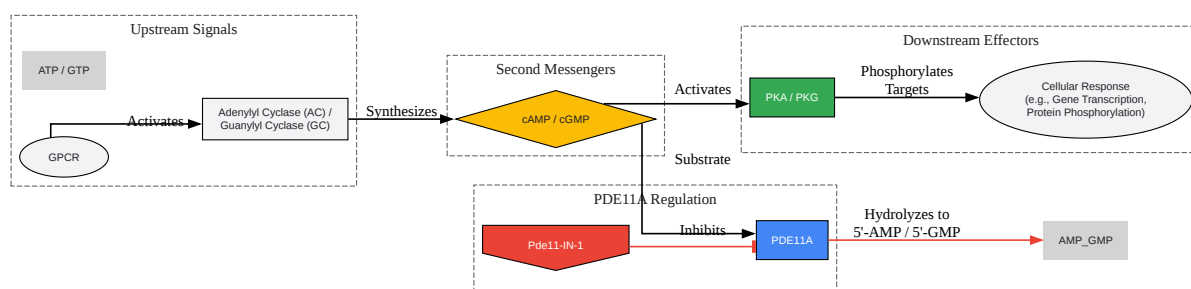 Upstream Signals
ATP / GTP
GPCR
Activates
Adenylyl Cyclase (AC) /
Guanylyl Cyclase (GC)
Synthesizes
Second Messengers
cAMP / cGMP
Activates
Substrate
Downstream Effectors
PKA / PKG
Phosphorylates
Targets
Cellular Response
(e.g., Gene Transcription,
Protein Phosphorylation)
PDE11A Regulation
Pde11-IN-1
Inhibits
PDE11A
Hydrolyzes to
5'-AMP / 5'-GMP
AMP_GMP